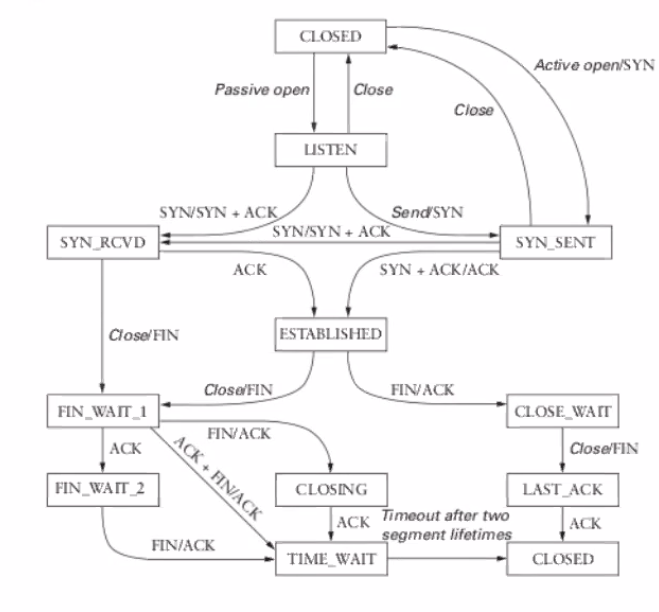 CLOSED
Active open/SYN
Passive open
Close
Close
LISTEN
SYN/SYN + ACK
Send/SYN
SYN/SYN + ACK
SYN_RCVD
SYN_SENT
ACK
SYN + ACK/ACK
Close/FIN
ESTABLISHED
Close/FIN
FIN/ACK
FIN_WAIT_1
CLOSE_WAIT
FIN/ACK
ACK
ACK + FIN/ACK
Close/FIN
FIN_WAIT_2
CLOSING
LAST_ACK
ACK
Timeout after two
segment lifetimes
ACK
FIN/ACK
TIME_WAIT
CLOSED